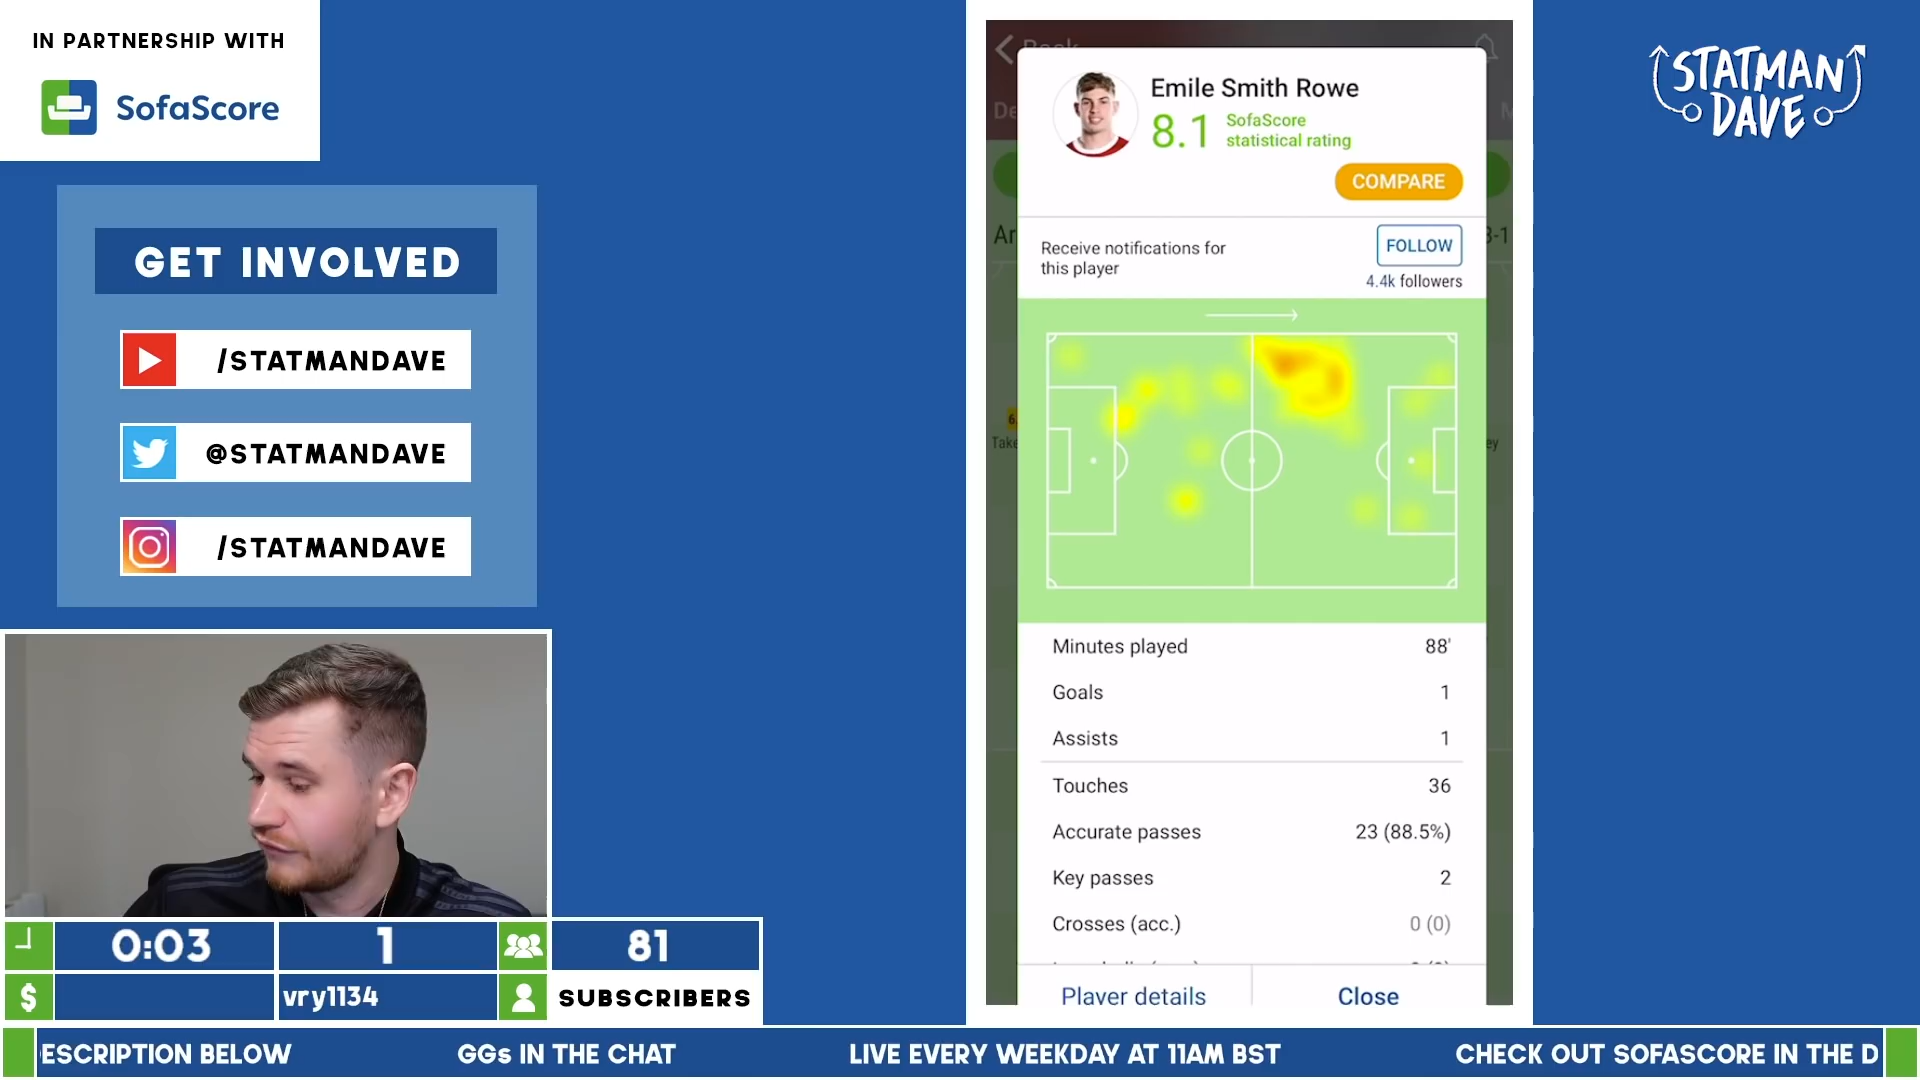 IN PARTNERSHIP WITH
SofaScore
GET INVOLVED
/STATMANDAVE
@STATMANDAVE
/STATMANDAVE
0:03
1
81
$
vry1134
SUBSCRIBERS
Back
Emile Smith Rowe
8.1
SofaScore
statistical rating
COMPARE
Receive notifications for
this player
FOLLOW
4.4k followers
Minutes played 88'
Goals 1
Assists 1
Touches 36
Accurate passes 23 (88.5%)
Key passes 2
Crosses (acc.) 0 (0)
Player details
Close
STATMAN
DAVE
ESCRIPTION BELOW
GGs IN THE CHAT
LIVE EVERY WEEKDAY AT 11AM BST
CHECK OUT SOFASCORE IN THE D